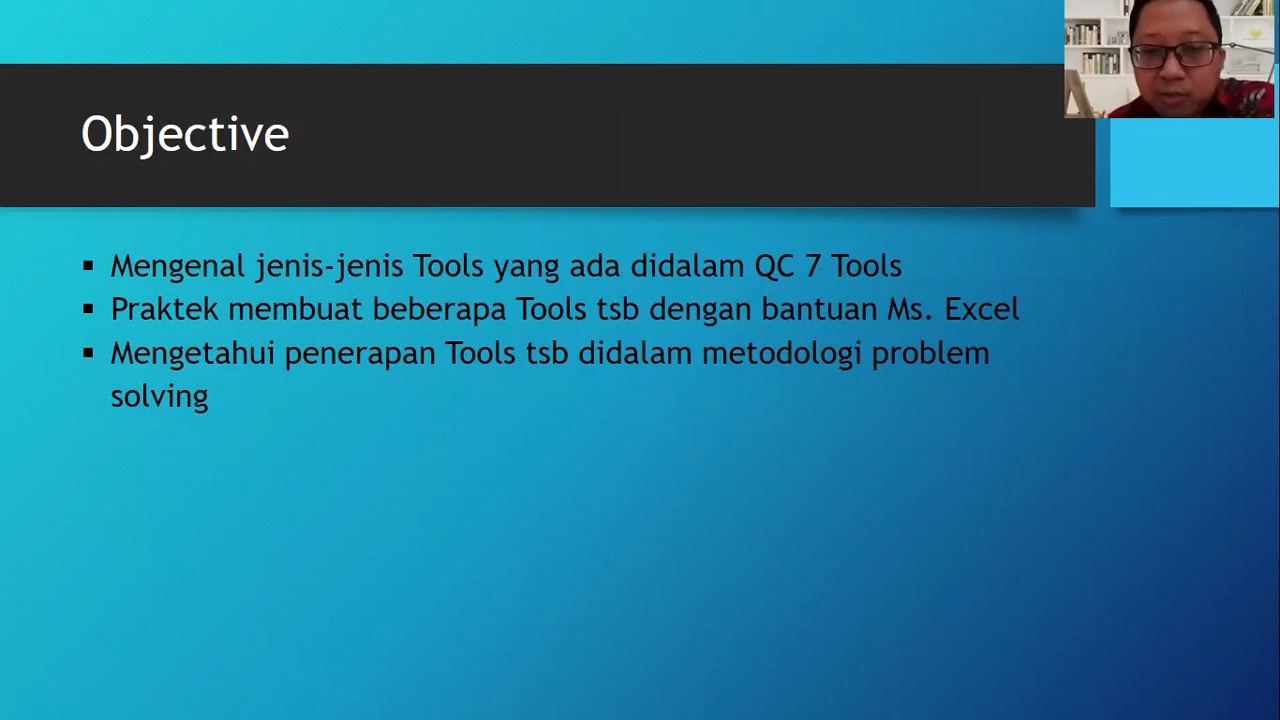 Objective
▪ Mengenal jenis-jenis Tools yang ada didalam QC 7 Tools
▪ Praktek membuat beberapa Tools tsb dengan bantuan Ms. Excel
▪ Mengetahui penerapan Tools tsb didalam metodologi problem
solving